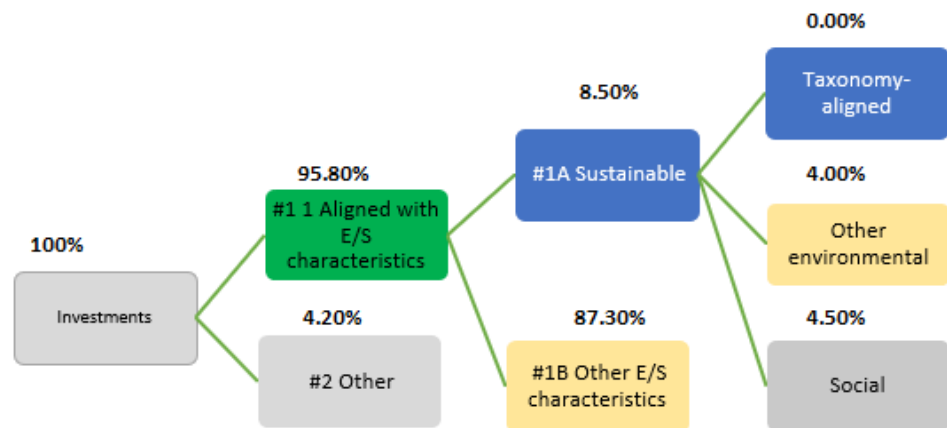 0.00%
Taxonomy-
aligned
8.50%
#1A Sustainable
95.80%
4.00%
#1 1 Aligned with
E/S
characteristics
Other
environmental
100%
Investments
4.20%
#2 Other
87.30%
#1B Other E/S
characteristics
4.50%
Social